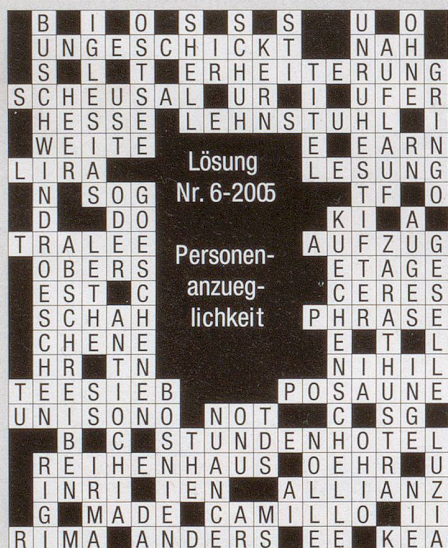 B I O S S S U O
UNGESCHICKT NAH
S L T ERHEITERUNG
SCHEUSAL UR I UFER
HESSE LEHNSTUHL I
WEITE E EARN
LIRA LESUNG
N SOG TF O
D DO KI A
TRALEE AUFZUG
OBERS ETAGE
EST C CERES
SCHAH PHRASE
CHENE E T L
HR TN NIHIL
TEESIEB POSAUNE
UNISONO NOT C SG
B C STUNDENHOTEL
REIHENHAUS OEHR U
INRI IEN ALLIANZ
G MADE CAMILLO II
RIMA ANDERS EE KEA
Lösung
Nr. 6-2005
Personen-
anzueg-
lichkeit